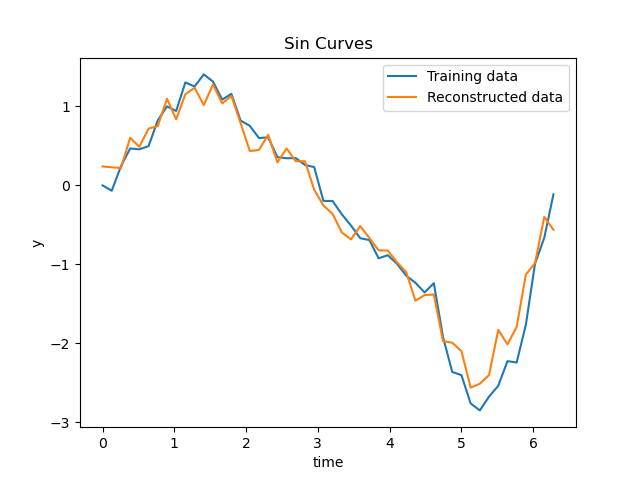 Sin Curves
Training data
Reconstructed data
y
1
0
−1
−2
−3
0 1 2 3 4 5 6
time